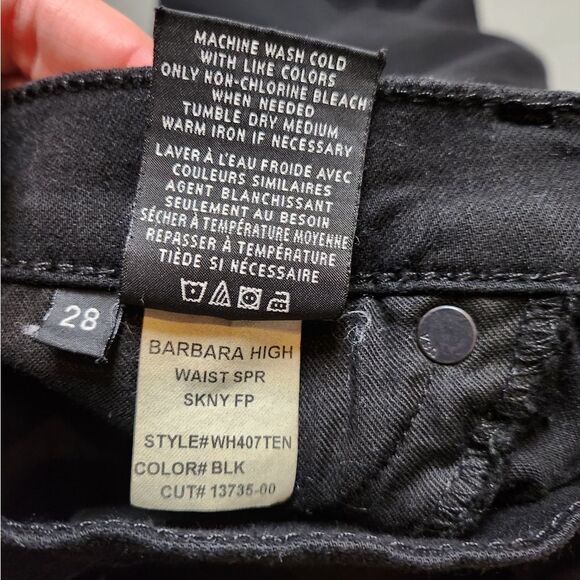 MACHINE WASH COLD
WITH LIKE COLORS
ONLY NON-CHLORINE BLEACH
WHEN NEEDED
TUMBLE DRY MEDIUM
WARM IRON IF NECESSARY
LAVER À L'EAU FROIDE AVEC
COULEURS SIMILAIRES
AGENT BLANCHISSANT
SEULEMENT AU BESOIN
SÉCHER À TEMPÉRATURE MOYENNE
REPASSER À TEMPÉRATURE
TIÈDE SI NÉCESSAIRE
28
BARBARA HIGH
WAIST SPR
SKNY FP
STYLE#WH407TEN
COLOR# BLK
CUT# 13735-00